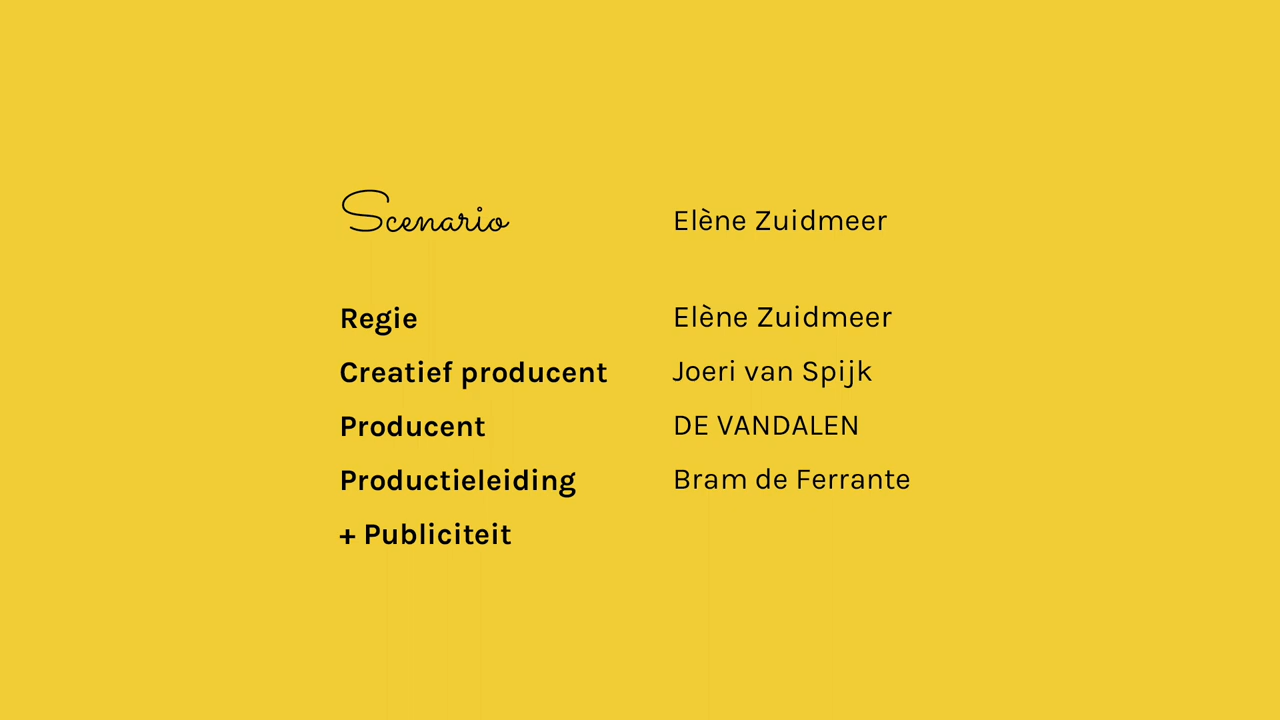 Scenario Elène Zuidmeer
Regie Elène Zuidmeer
Creatief producent Joeri van Spijk
Producent DE VANDALEN
Productieleiding Bram de Ferrante
+ Publiciteit